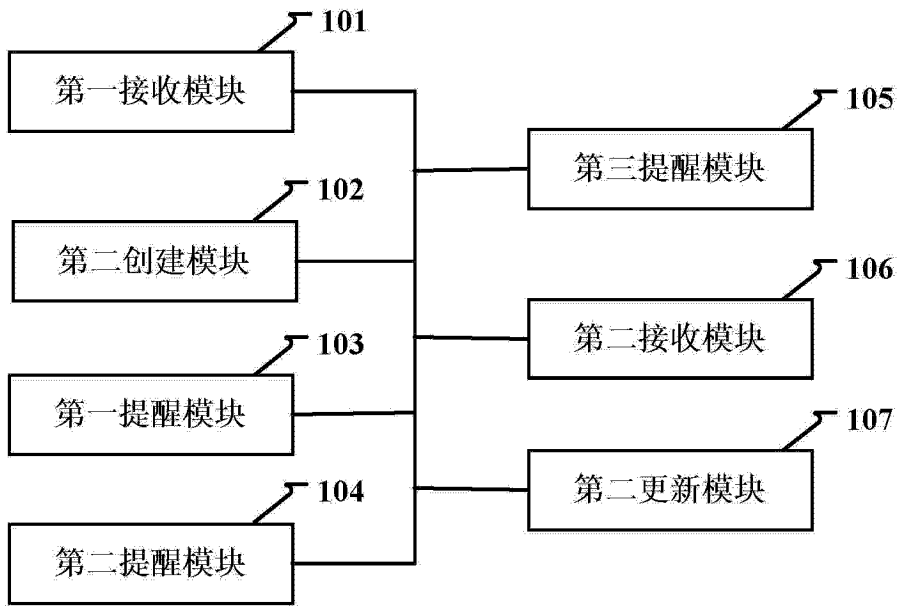 101
第一接收模块
102
第二创建模块
103
第一提醒模块
104
第二提醒模块
105
第三提醒模块
106
第二接收模块
107
第二更新模块